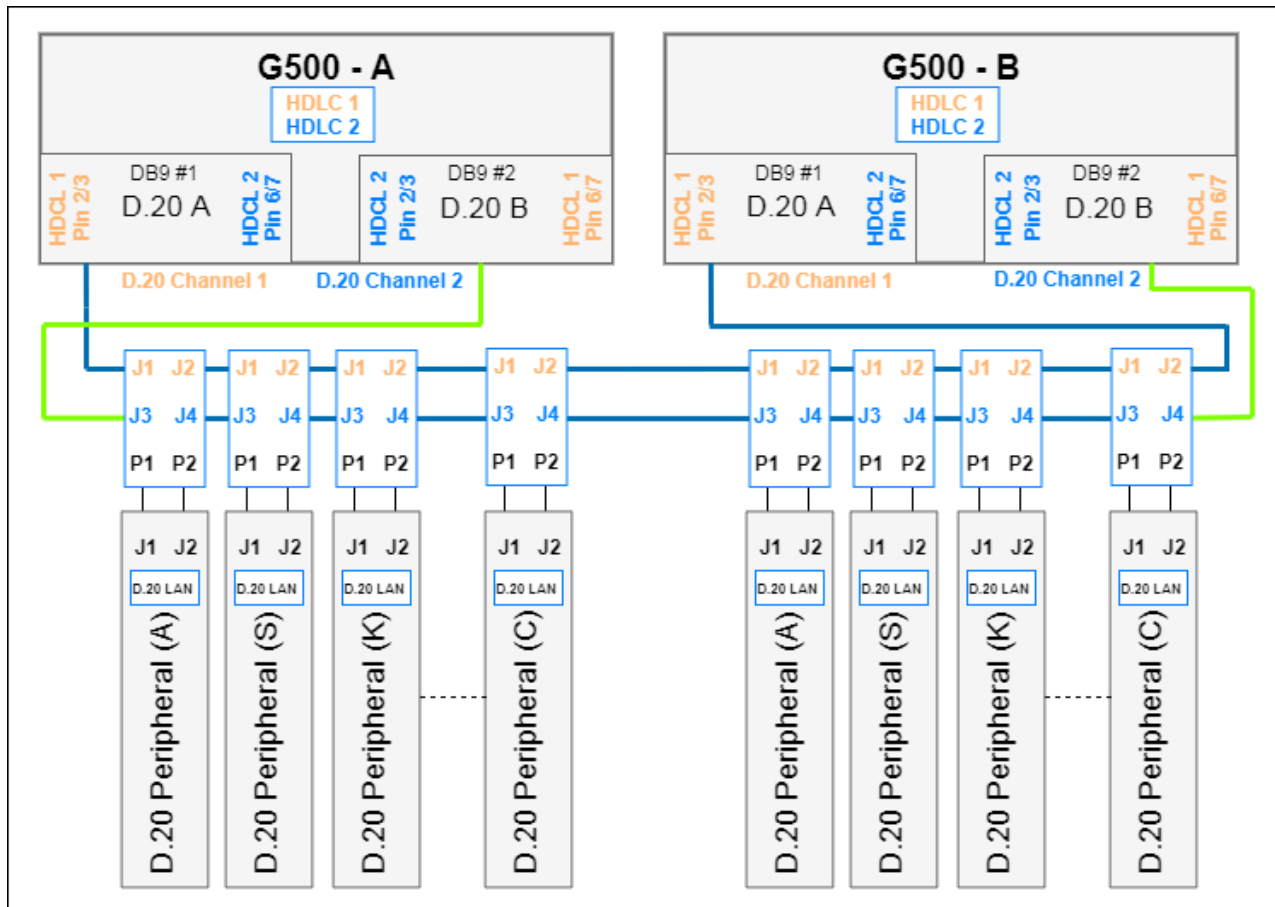 G500 - A
HDLC 1
HDLC 2
DB9 #1
D.20 A
HDCL 1
Pin 2/3
HDCL 2
Pin 6/7
DB9 #2
D.20 B
HDCL 2
Pin 2/3
HDCL 1
Pin 6/7
D.20 Channel 1
D.20 Channel 2
G500 - B
HDLC 1
HDLC 2
DB9 #1
D.20 A
HDCL 1
Pin 2/3
HDCL 2
Pin 6/7
DB9 #2
D.20 B
HDCL 2
Pin 2/3
HDCL 1
Pin 6/7
D.20 Channel 1
D.20 Channel 2
J1 J2 J1 J2 J1 J2 J1 J2 J1 J2 J1 J2 J1 J2 J1 J2
J3 J4 J3 J4 J3 J4 J3 J4 J3 J4 J3 J4 J3 J4 J3 J4
P1 P2 P1 P2 P1 P2 P1 P2 P1 P2 P1 P2 P1 P2 P1 P2
J1 J2 J1 J2 J1 J2 J1 J2 J1 J2 J1 J2 J1 J2 J1 J2
D.20 LAN D.20 LAN D.20 LAN D.20 LAN D.20 LAN D.20 LAN D.20 LAN D.20 LAN
D.20 Peripheral (A)
D.20 Peripheral (S)
D.20 Peripheral (K)
D.20 Peripheral (C)
D.20 Peripheral (A)
D.20 Peripheral (S)
D.20 Peripheral (K)
D.20 Peripheral (C)